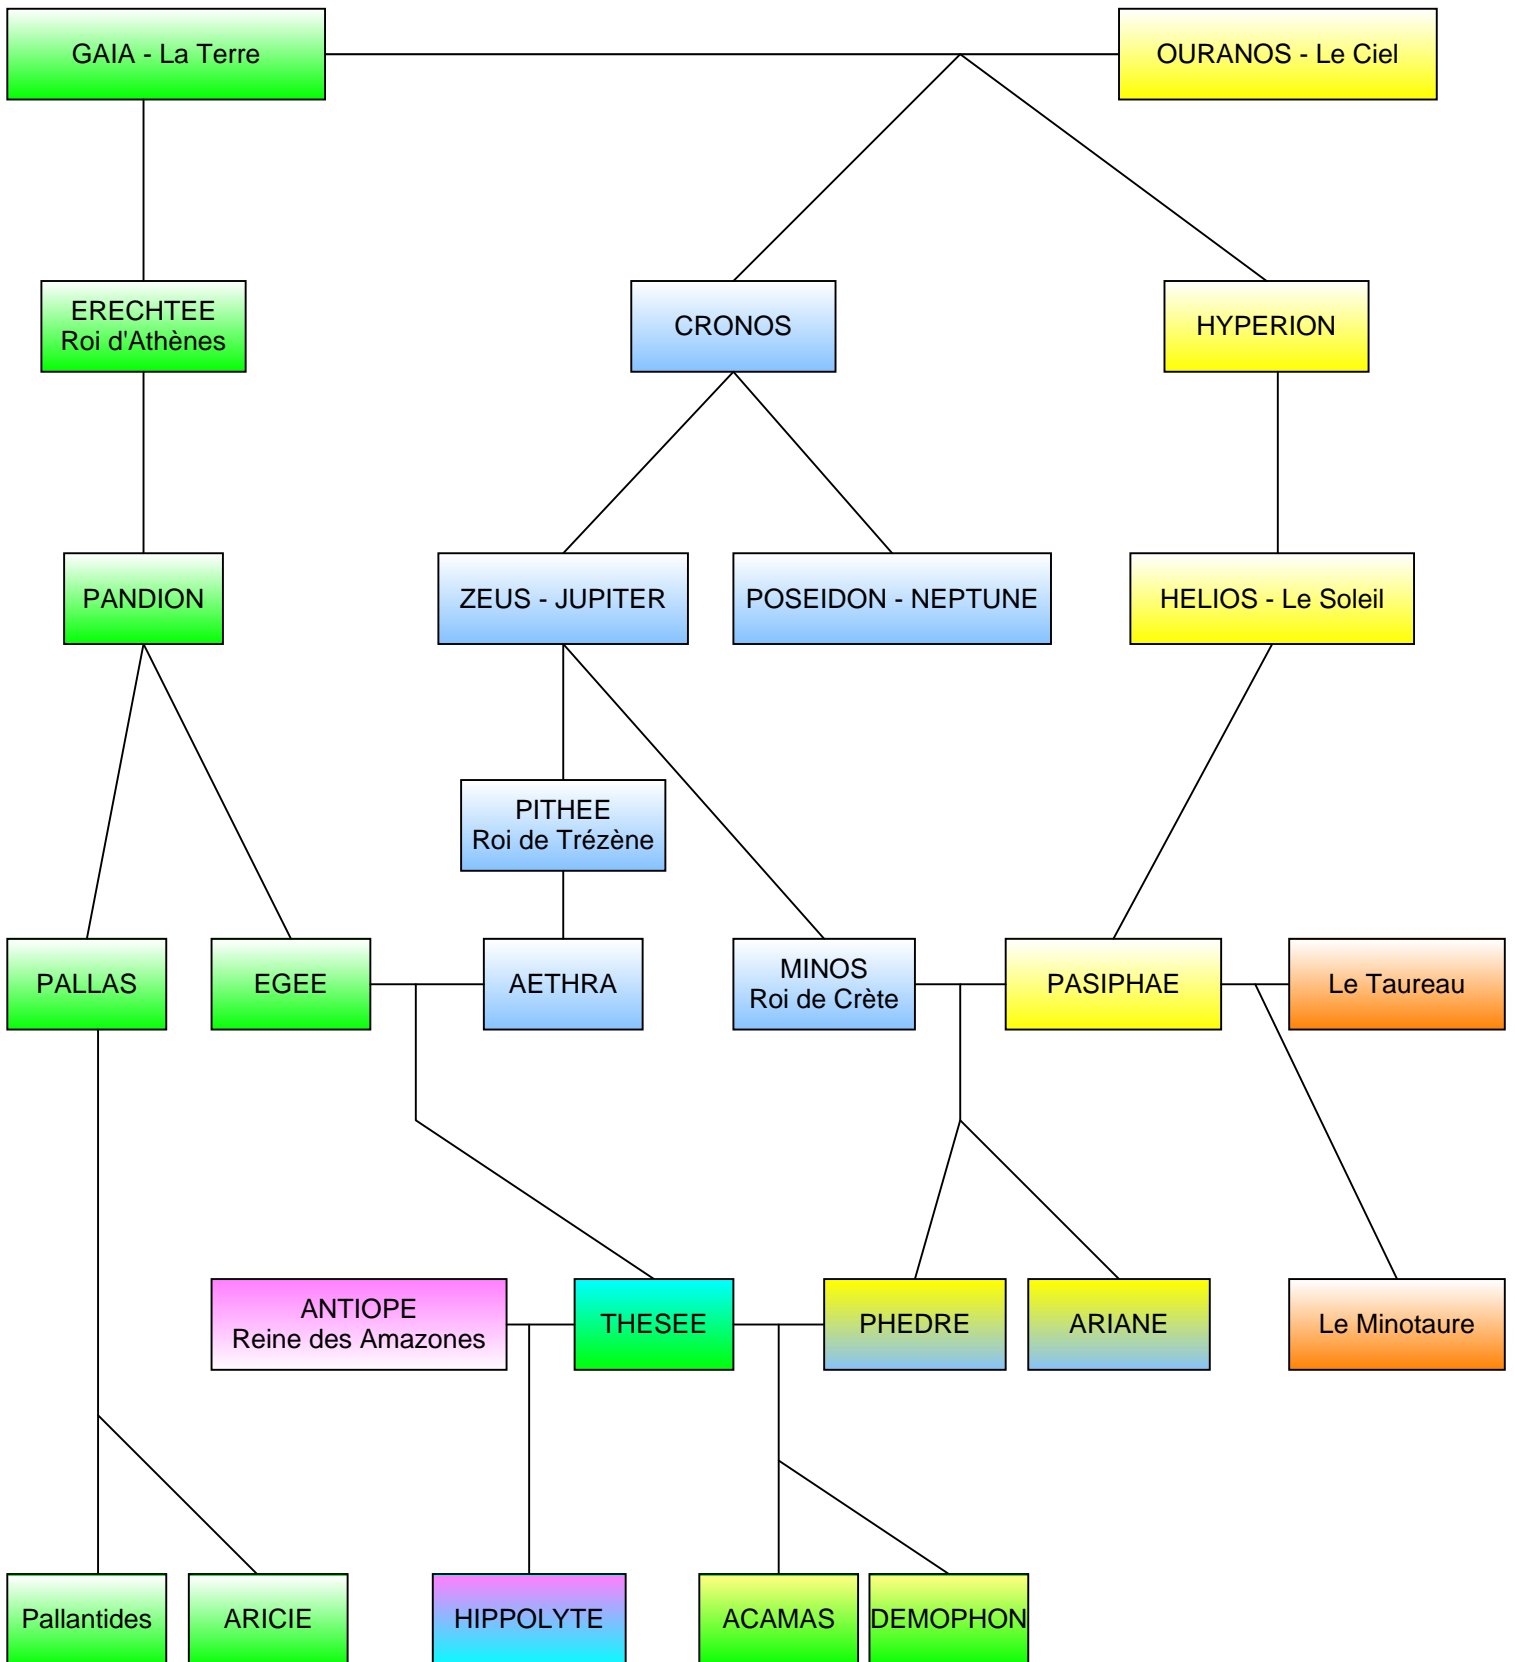 GAIA - La Terre
OURANOS - Le Ciel
ERECHTEE
Roi d'Athènes
CRONOS
HYPERION
PANDION
ZEUS - JUPITER
POSEIDON - NEPTUNE
HELIOS - Le Soleil
PITHEE
Roi de Trézène
PALLAS
EGEE
AETHRA
MINOS
Roi de Crète
PASIPHAE
Le Taureau
ANTIOPE
Reine des Amazones
THESEE
PHEDRE
ARIANE
Le Minotaure
Pallantides
ARICIE
HIPPOLYTE
ACAMAS
DEMOPHON